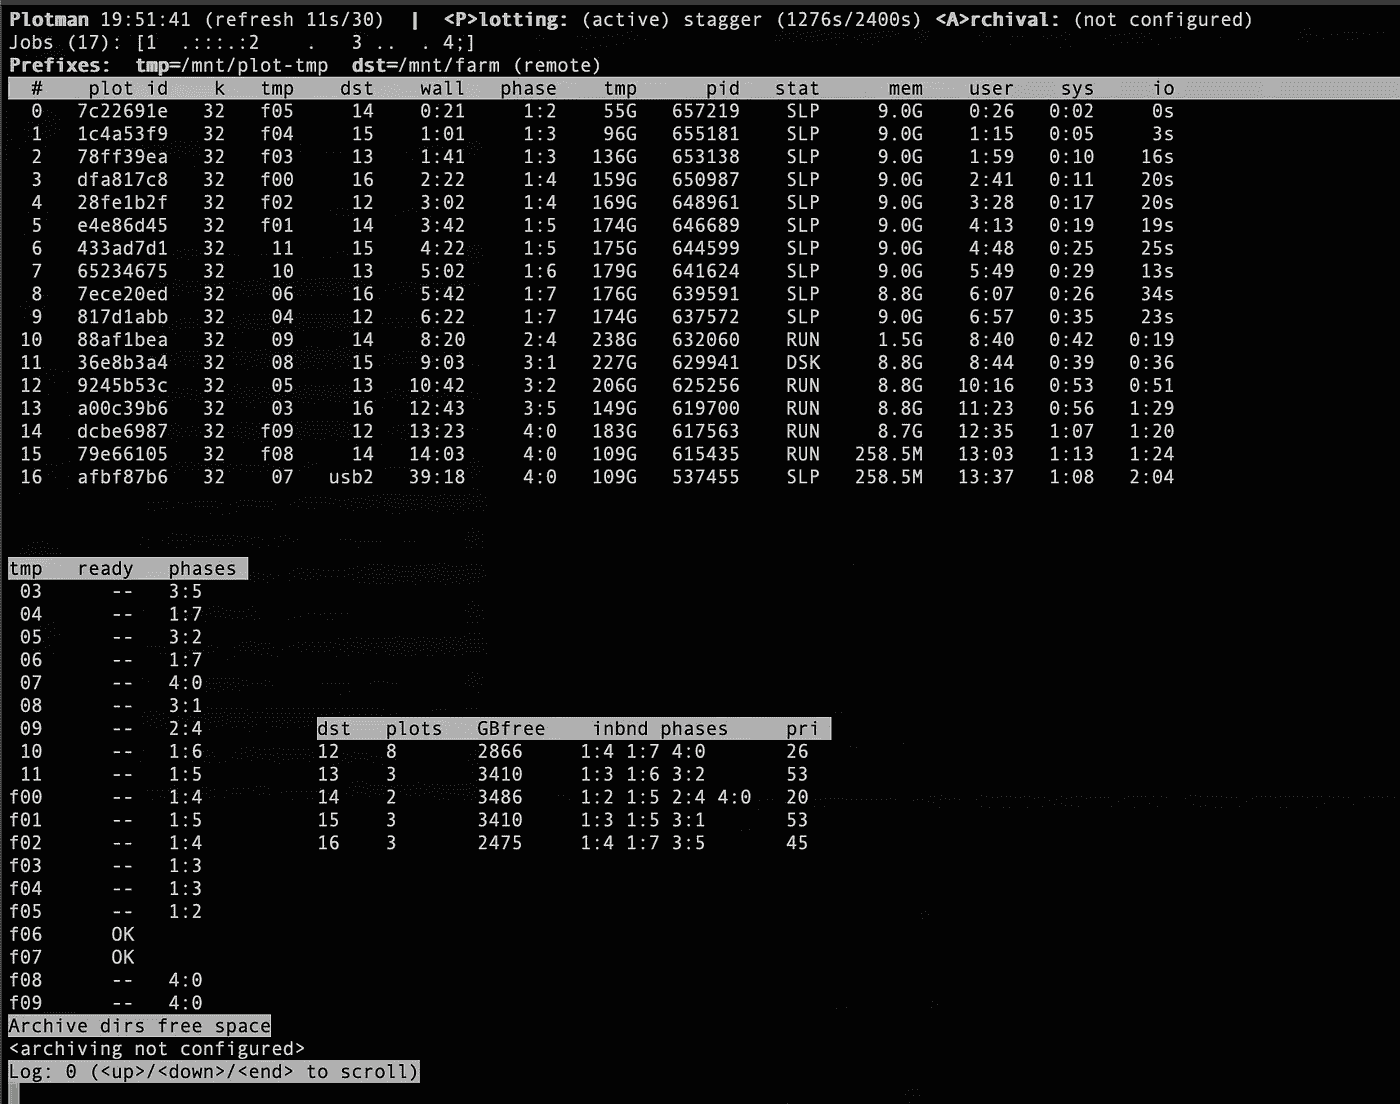 Plotman 19:51:41 (refresh 11s/30)  |  <P>lotting: (active) stagger (1276s/2400s) <A>rchival: (not configured)
Jobs (17): [1  .:::.:2    .   3 ..  . 4;]
Prefixes:  tmp=/mnt/plot-tmp  dst=/mnt/farm (remote)
#  plot id  k  tmp  dst  wall  phase  tmp  pid  stat  mem  user  sys  io
0  7c22691e  32  f05  14  0:21  1:2  55G  657219  SLP  9.0G  0:26  0:02  0s
1  1c4a53f9  32  f04  15  1:01  1:3  96G  655181  SLP  9.0G  1:15  0:05  3s
2  78ff39ea  32  f03  13  1:41  1:3  136G  653138  SLP  9.0G  1:59  0:10  16s
3  dfa817c8  32  f00  16  2:22  1:4  159G  650987  SLP  9.0G  2:41  0:11  20s
4  28fe1b2f  32  f02  12  3:02  1:4  169G  648961  SLP  9.0G  3:28  0:17  20s
5  e4e86d45  32  f01  14  3:42  1:5  174G  646689  SLP  9.0G  4:13  0:19  19s
6  433ad7d1  32  11  15  4:22  1:5  175G  644599  SLP  9.0G  4:48  0:25  25s
7  65234675  32  10  13  5:02  1:6  179G  641624  SLP  9.0G  5:49  0:29  13s
8  7ece20ed  32  06  16  5:42  1:7  176G  639591  SLP  8.8G  6:07  0:26  34s
9  817d1abb  32  04  12  6:22  1:7  174G  637572  SLP  9.0G  6:57  0:35  23s
10  88af1bea  32  09  14  8:20  2:4  238G  632060  RUN  1.5G  8:40  0:42  0:19
11  36e8b3a4  32  08  15  9:03  3:1  227G  629941  DSK  8.8G  8:44  0:39  0:36
12  9245b53c  32  05  13  10:42  3:2  206G  625256  RUN  8.8G  10:16  0:53  0:51
13  a00c39b6  32  03  16  12:43  3:5  149G  619700  RUN  8.8G  11:23  0:56  1:29
14  dcbe6987  32  f09  12  13:23  4:0  183G  617563  RUN  8.7G  12:35  1:07  1:20
15  79e66105  32  f08  14  14:03  4:0  109G  615435  RUN  258.5M  13:03  1:13  1:24
16  afbf87b6  32  07  usb2  39:18  4:0  109G  537455  SLP  258.5M  13:37  1:08  2:04
tmp  ready  phases
03  --  3:5
04  --  1:7
05  --  3:2
06  --  1:7
07  --  4:0
08  --  3:1
09  --  2:4
10  --  1:6
11  --  1:5
f00  --  1:4
f01  --  1:5
f02  --  1:4
f03  --  1:3
f04  --  1:3
f05  --  1:2
f06  OK
f07  OK
f08  --  4:0
f09  --  4:0
dst  plots  GBfree  inbnd phases  pri
12  8  2866  1:4 1:7 4:0  26
13  3  3410  1:3 1:6 3:2  53
14  2  3486  1:2 1:5 2:4 4:0  20
15  3  3410  1:3 1:5 3:1  53
16  3  2475  1:4 1:7 3:5  45
Archive dirs free space
<archiving not configured>
Log: 0 (<up>/<down>/<end> to scroll)